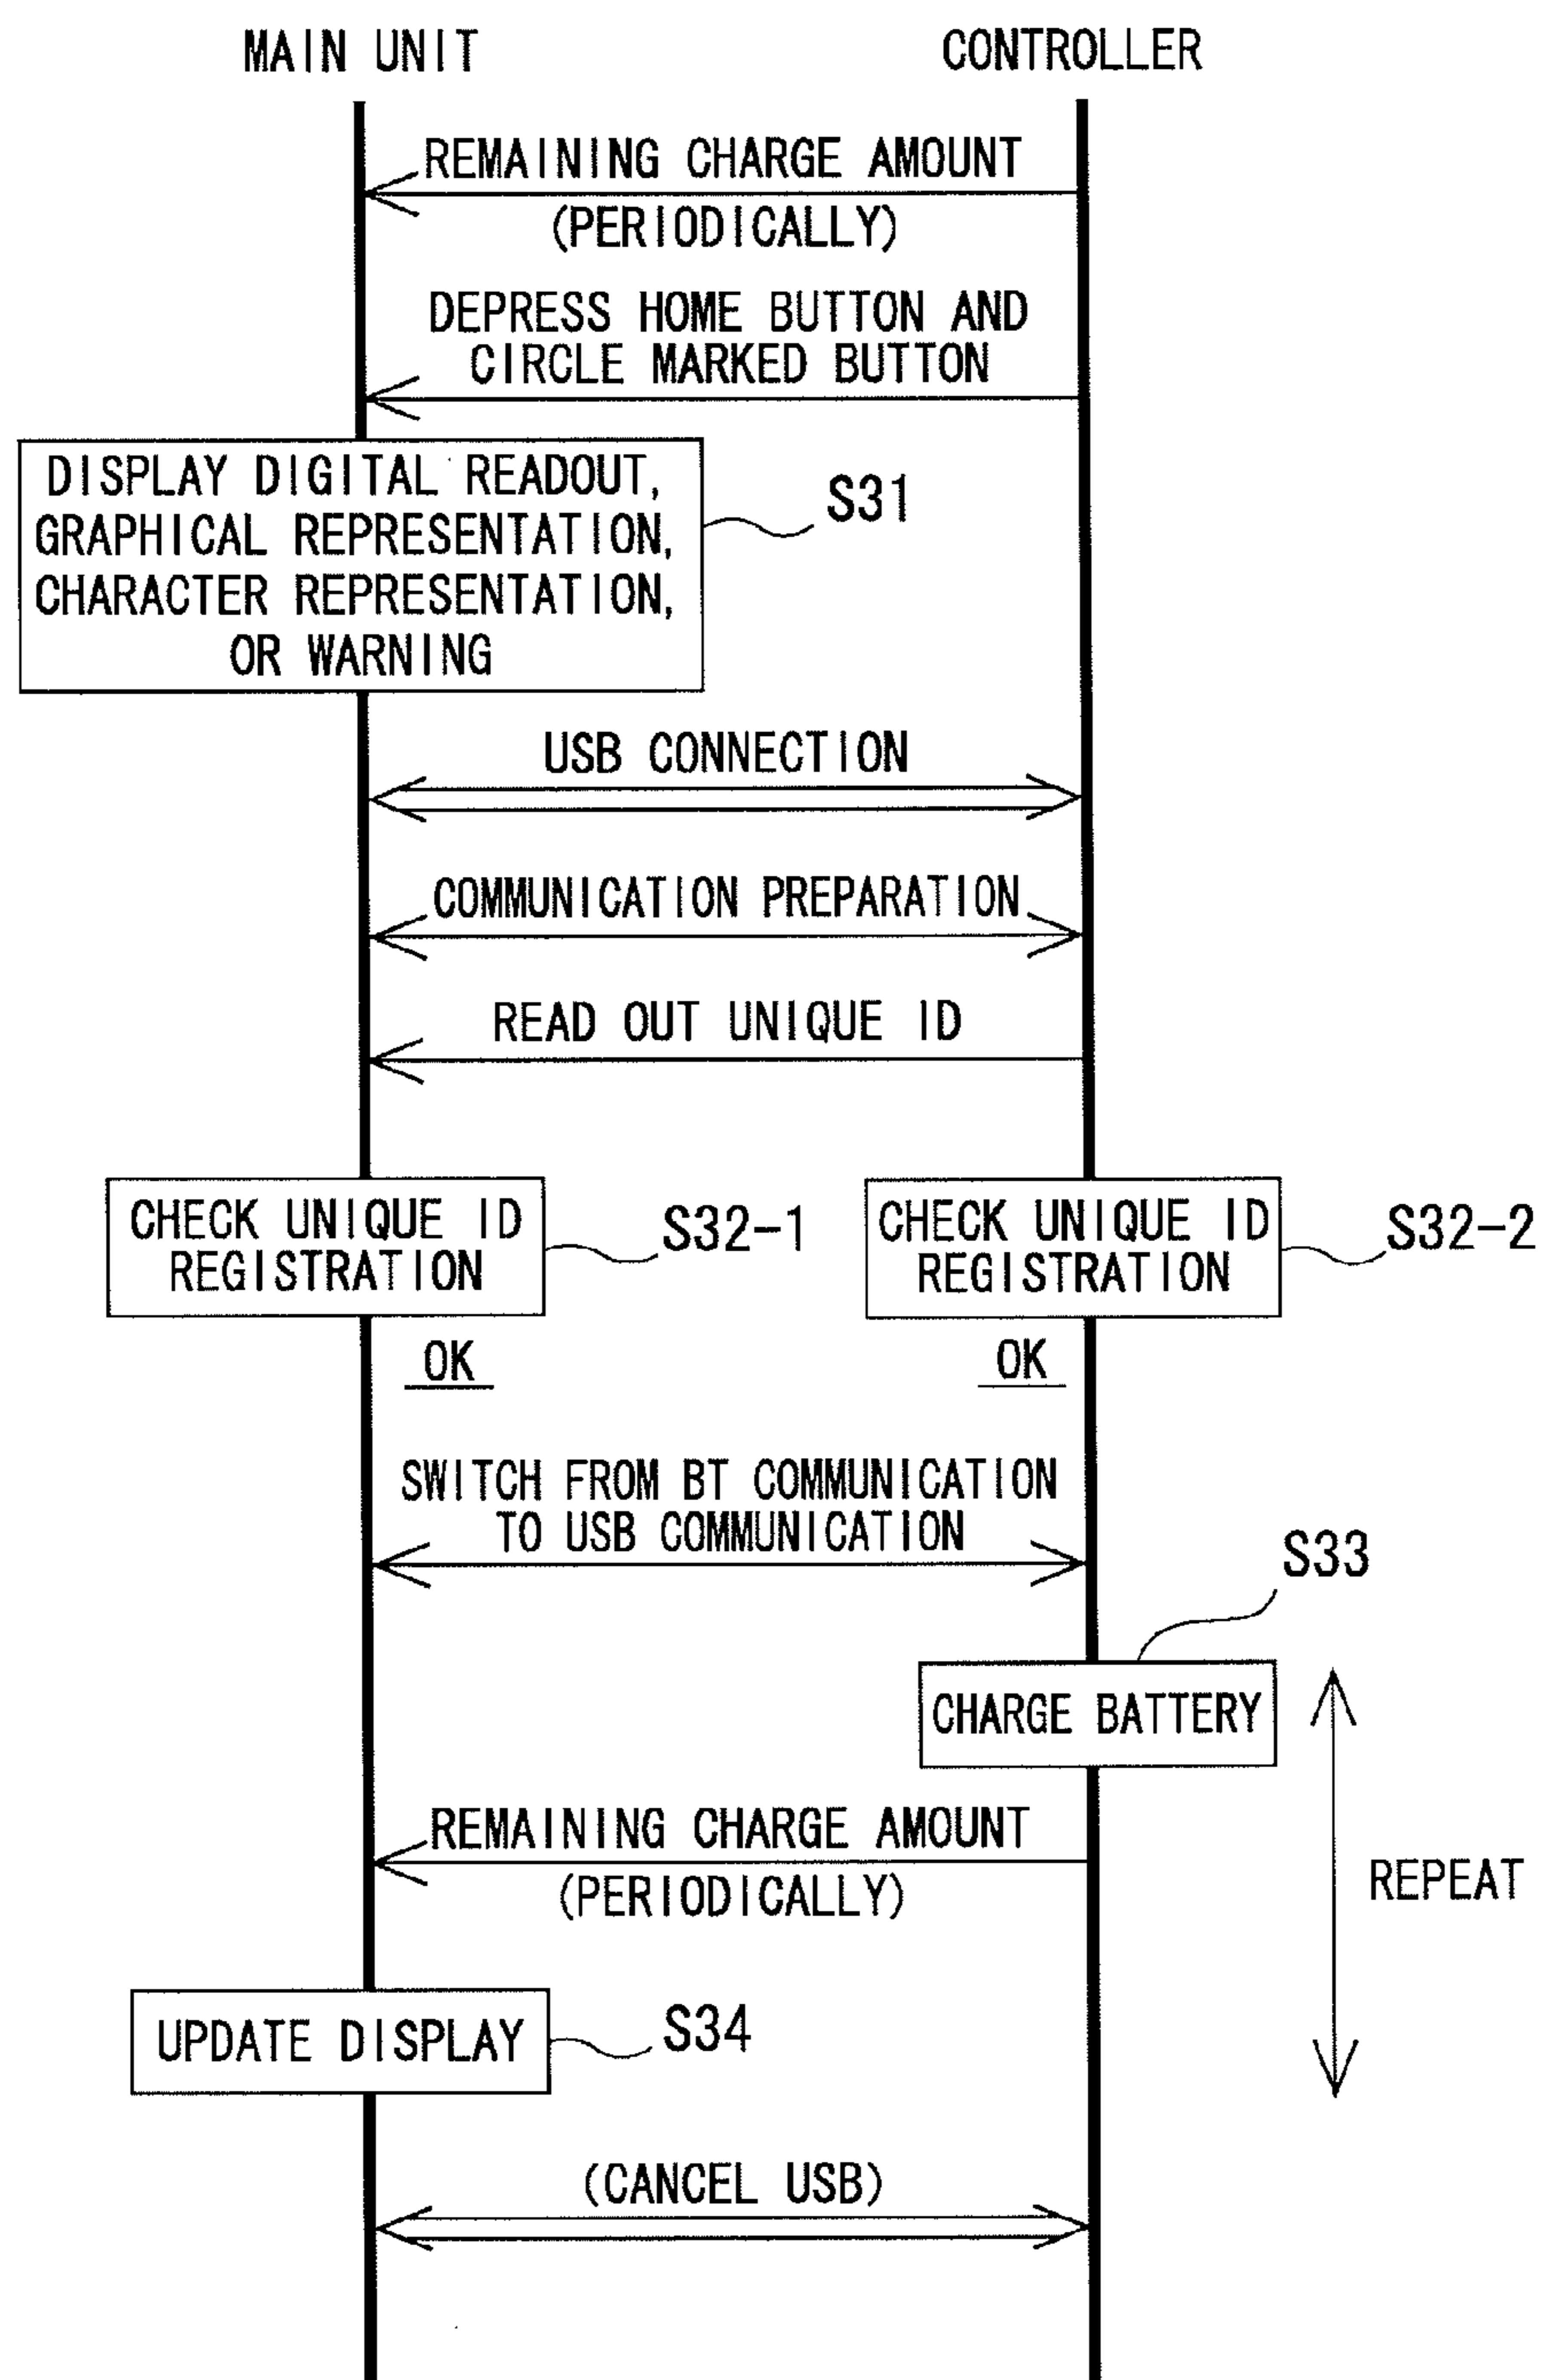 MAIN UNIT
CONTROLLER
REMAINING CHARGE AMOUNT
(PERIODICALLY)
DEPRESS HOME BUTTON AND
CIRCLE MARKED BUTTON
DISPLAY DIGITAL READOUT,
GRAPHICAL REPRESENTATION,
CHARACTER REPRESENTATION,
OR WARNING
S31
USB CONNECTION
COMMUNICATION PREPARATION
READ OUT UNIQUE ID
CHECK UNIQUE ID
REGISTRATION
S32-1
CHECK UNIQUE ID
REGISTRATION
S32-2
OK
OK
SWITCH FROM BT COMMUNICATION
TO USB COMMUNICATION
S33
CHARGE BATTERY
REMAINING CHARGE AMOUNT
(PERIODICALLY)
REPEAT
UPDATE DISPLAY
S34
(CANCEL USB)